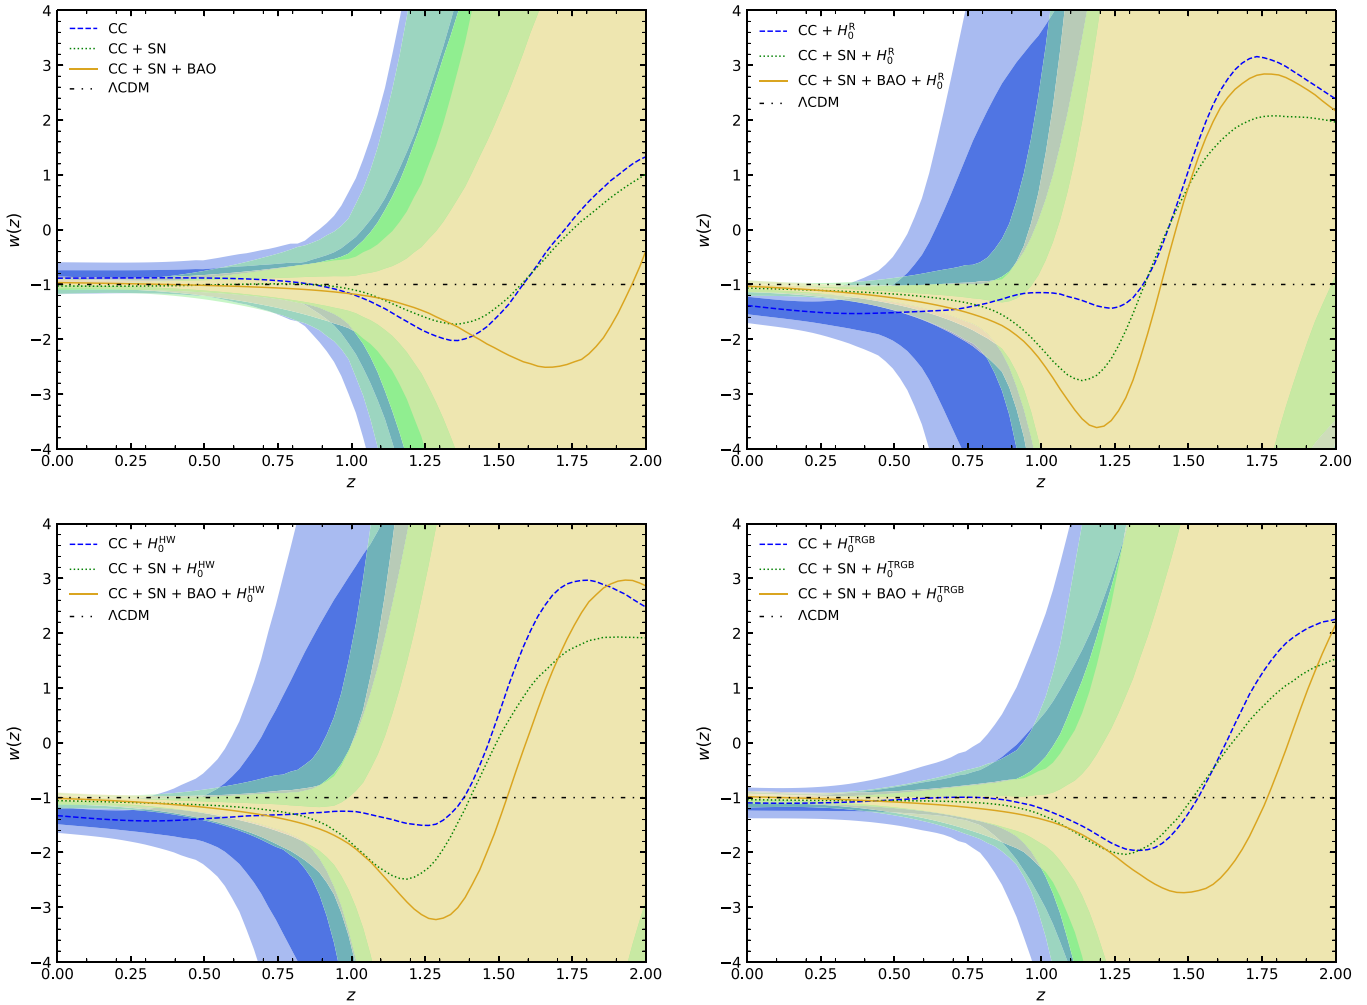 4
3
2
1
0
−1
−2
−3
−4
w(z)
CC
CC + SN
CC + SN + BAO
ΛCDM
0.00 0.25 0.50 0.75 1.00 1.25 1.50 1.75 2.00
z
4
3
2
1
0
−1
−2
−3
−4
w(z)
CC + H₀ᴿ
CC + SN + H₀ᴿ
CC + SN + BAO + H₀ᴿ
ΛCDM
0.00 0.25 0.50 0.75 1.00 1.25 1.50 1.75 2.00
z
4
3
2
1
0
−1
−2
−3
−4
w(z)
CC + H₀ᴴᵂ
CC + SN + H₀ᴴᵂ
CC + SN + BAO + H₀ᴴᵂ
ΛCDM
0.00 0.25 0.50 0.75 1.00 1.25 1.50 1.75 2.00
z
4
3
2
1
0
−1
−2
−3
−4
w(z)
CC + H₀ᵀᴿᴳᴮ
CC + SN + H₀ᵀᴿᴳᴮ
CC + SN + BAO + H₀ᵀᴿᴳᴮ
ΛCDM
0.00 0.25 0.50 0.75 1.00 1.25 1.50 1.75 2.00
z